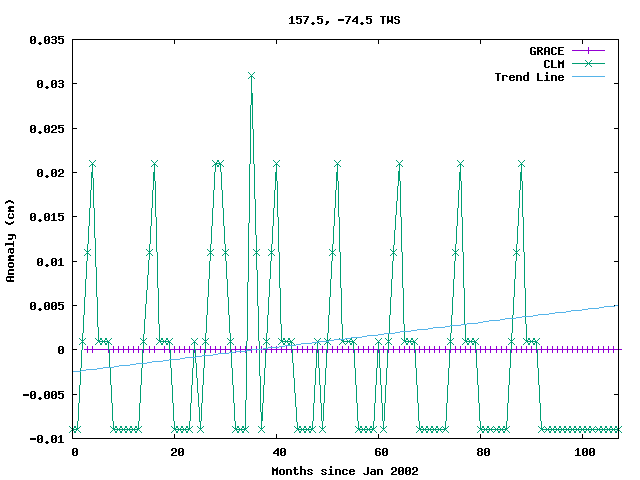 157.5, -74.5 TWS
GRACE
CLM
Trend Line
0.035
0.03
0.025
0.02
0.015
0.01
0.005
0
-0.005
-0.01
Anomaly (cm)
0 20 40 60 80 100
Months since Jan 2002